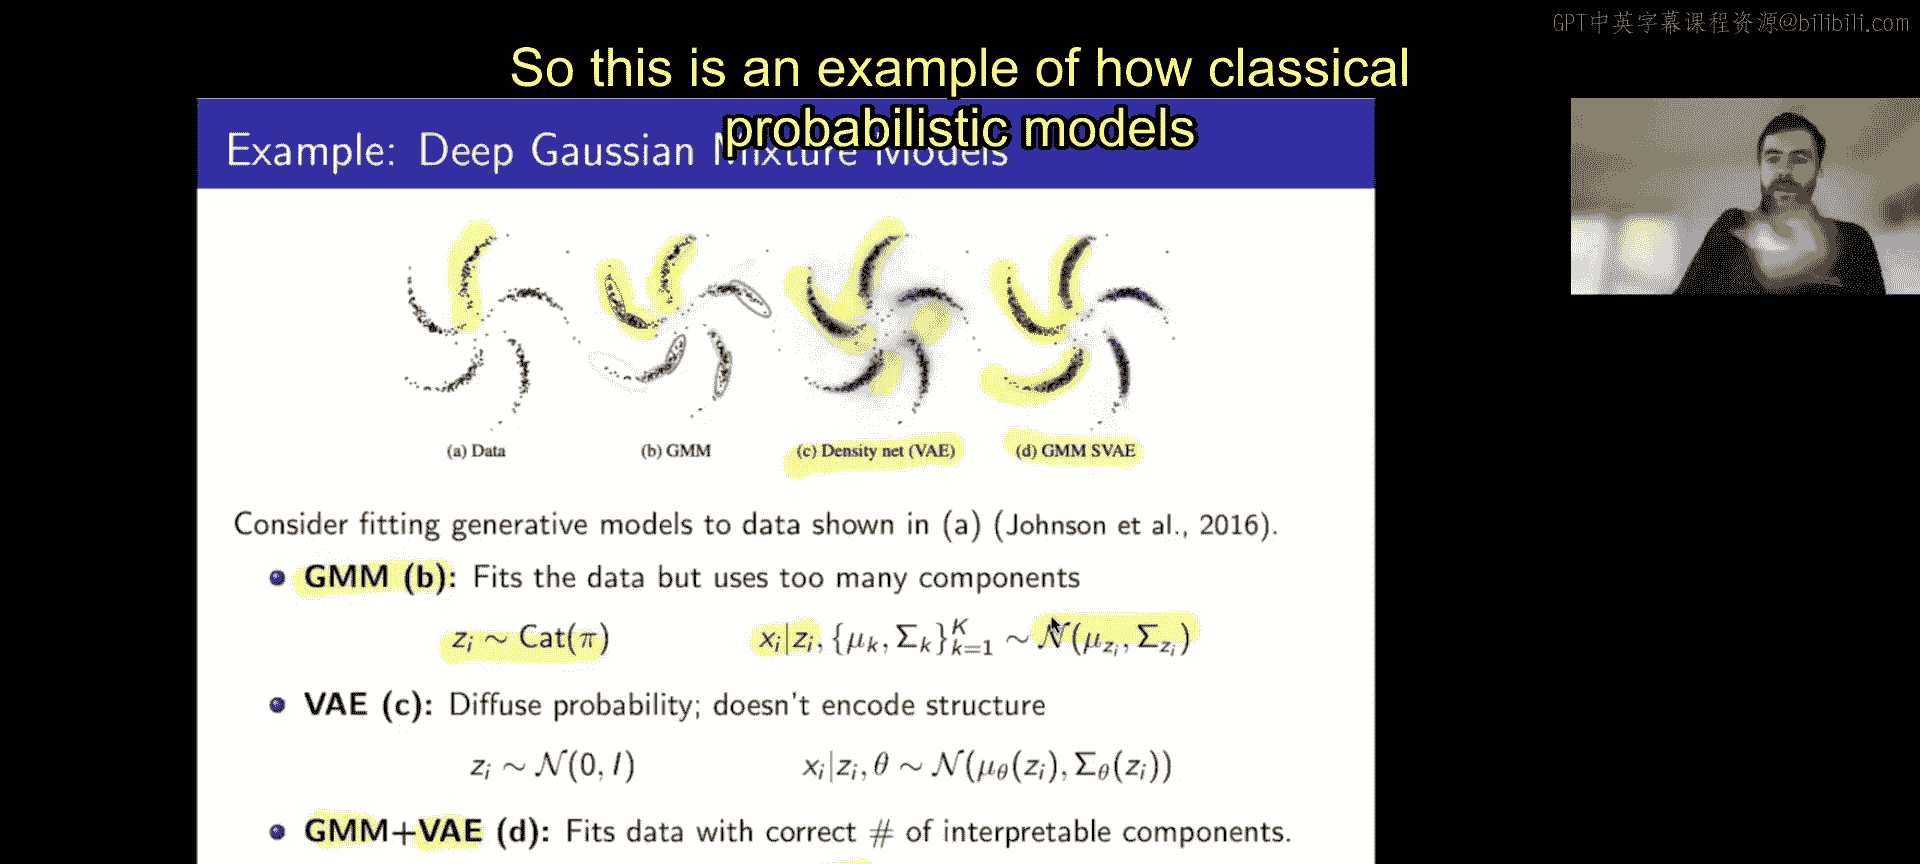 GPT中英字幕课程资源@bilibili.com
So this is an example of how classical
probabilistic models
Example: Deep Gaussian Mixture Models
(a) Data
(b) GMM
(c) Density net (VAE)
(d) GMM SVAE
Consider fitting generative models to data shown in (a) (Johnson et al., 2016).
GMM (b): Fits the data but uses too many components
z_i ∼ Cat(π) x_i|z_i, {μ_k, Σ_k}_{k=1}^K ∼ 𝒩(μ_{z_i}, Σ_{z_i})
VAE (c): Diffuse probability; doesn't encode structure
z_i ∼ 𝒩(0, I) x_i|z_i, θ ∼ 𝒩(μ_θ(z_i), Σ_θ(z_i))
GMM+VAE (d): Fits data with correct # of interpretable components.